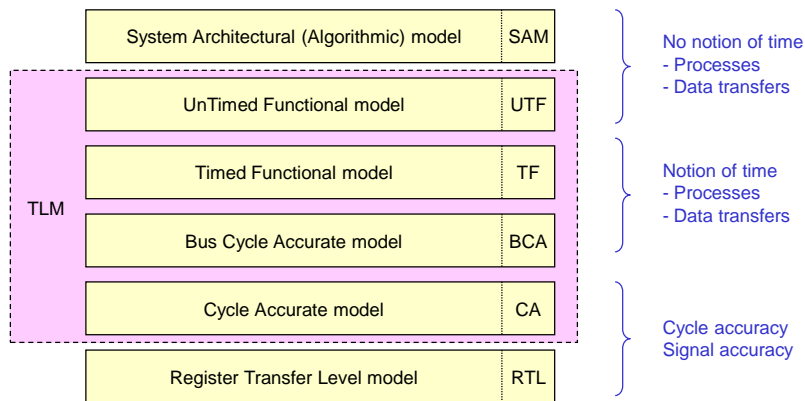 System Architectural (Algorithmic) model SAM
No notion of time
- Processes
- Data transfers
UnTimed Functional model UTF
Timed Functional model TF
Notion of time
- Processes
- Data transfers
TLM
Bus Cycle Accurate model BCA
Cycle Accurate model CA
Cycle accuracy
Signal accuracy
Register Transfer Level model RTL